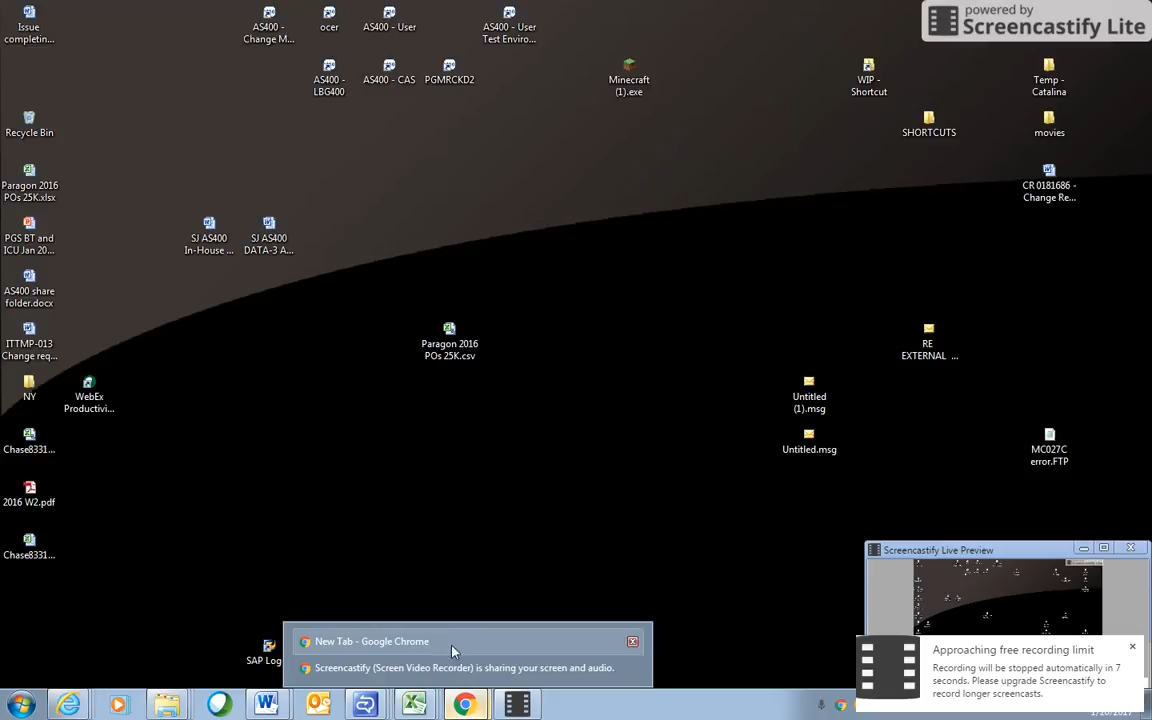 powered by
Screencastify Lite
Issue
completin...
AS400 -
Change M...
ocer
AS400 - User
AS400 - User
Test Enviro...
AS400 -
LBG400
AS400 - CAS
PGMRCKD2
Minecraft
(1).exe
WIP -
Shortcut
Temp -
Catalina
Recycle Bin
SHORTCUTS
movies
Paragon 2016
POs 25K.xlsx
CR 0181686 -
Change Re...
PGS BT and
ICU Jan 20...
SJ AS400
In-House ...
SJ AS400
DATA-3 A...
AS400 share
folder.docx
ITTMP-013
Change req...
Paragon 2016
POs 25K.csv
RE
EXTERNAL ...
NY
WebEx
Productivi...
Untitled
(1).msg
Chase8331...
Untitled.msg
MC027C
error.FTP
2016 W2.pdf
Chase8331...
Screencastify Live Preview
SAP Log
New Tab - Google Chrome
Screencastify (Screen Video Recorder) is sharing your screen and audio.
Approaching free recording limit
Recording will be stopped automatically in 7
seconds. Please upgrade Screencastify to
record longer screencasts.